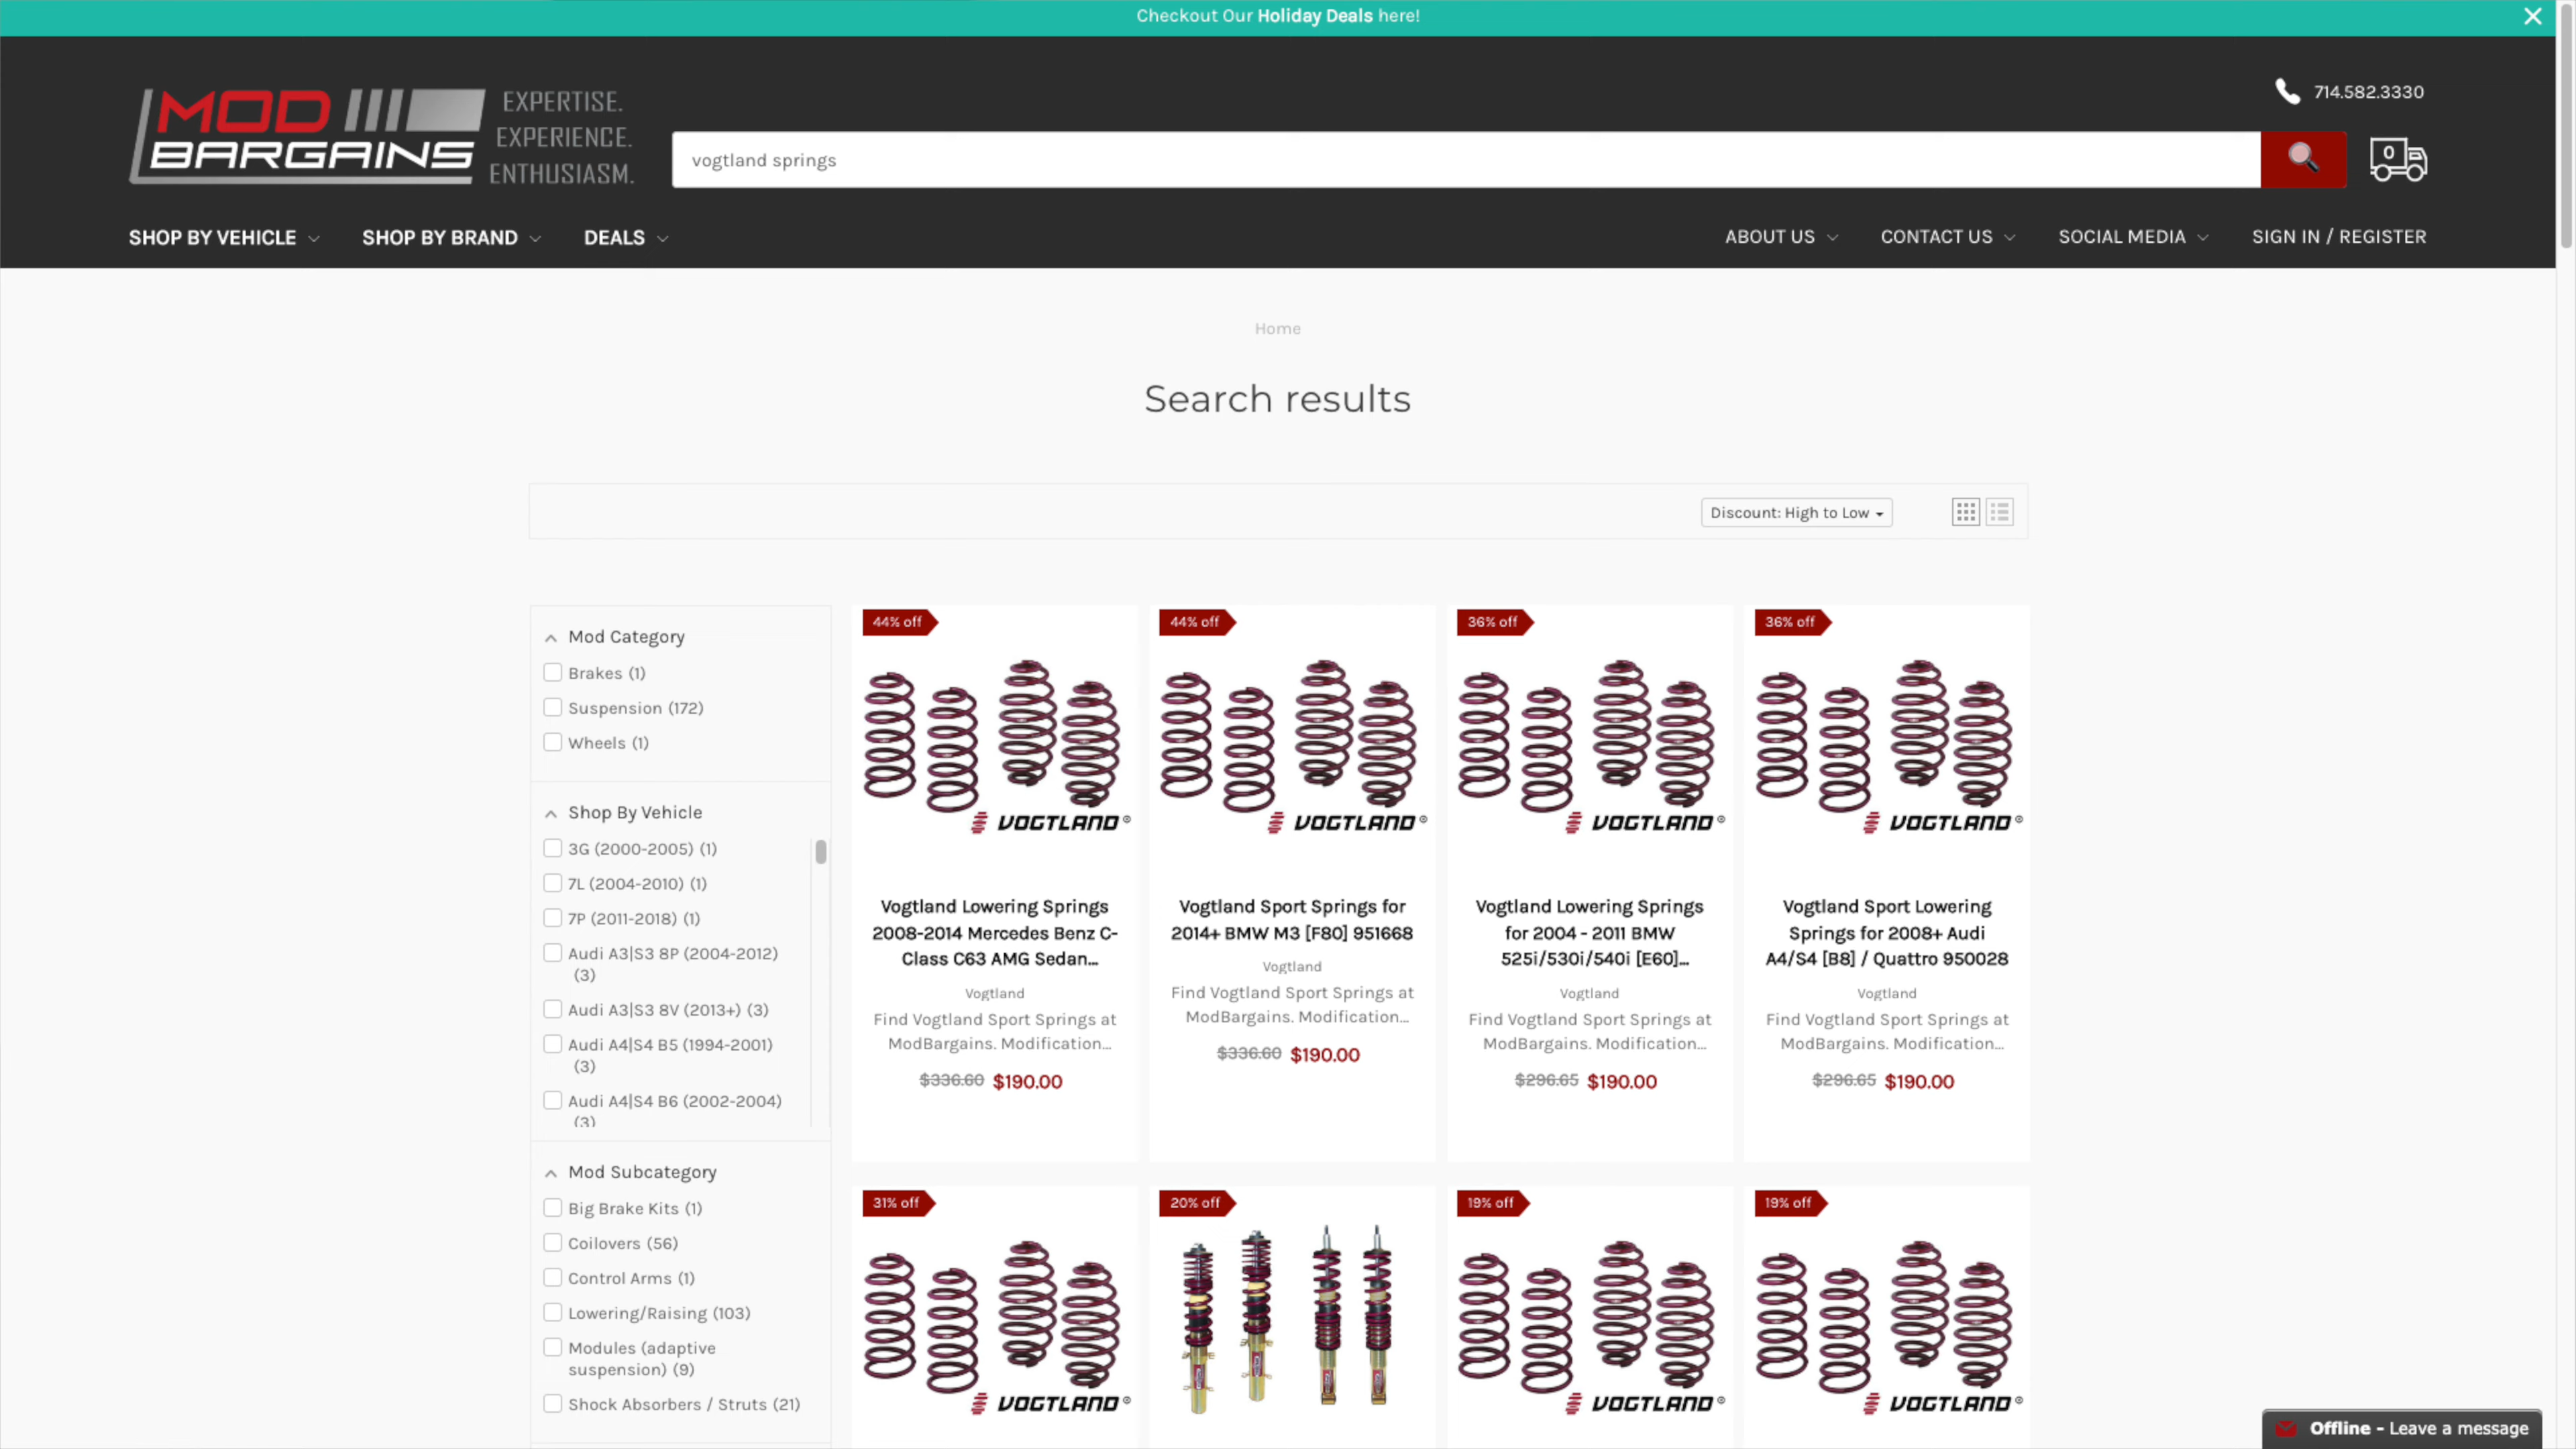 Checkout Our Holiday Deals here!
MOD
BARGAINS
EXPERTISE.
EXPERIENCE.
ENTHUSIASM.
714.582.3330
vogtland springs
0
SHOP BY VEHICLE
SHOP BY BRAND
DEALS
ABOUT US
CONTACT US
SOCIAL MEDIA
SIGN IN / REGISTER
Home
Search results
Discount: High to Low
Mod Category
Brakes (1)
Suspension (172)
Wheels (1)
Shop By Vehicle
3G (2000-2005) (1)
7L (2004-2010) (1)
7P (2011-2018) (1)
Audi A3|S3 8P (2004-2012)
(3)
Audi A3|S3 8V (2013+) (3)
Audi A4|S4 B5 (1994-2001)
(3)
Audi A4|S4 B6 (2002-2004)
(3)
Mod Subcategory
Big Brake Kits (1)
Coilovers (56)
Control Arms (1)
Lowering/Raising (103)
Modules (adaptive
suspension) (9)
Shock Absorbers / Struts (21)
44% off
VOGTLAND®
Vogtland Lowering Springs
2008-2014 Mercedes Benz C-
Class C63 AMG Sedan...
Vogtland
Find Vogtland Sport Springs at
ModBargains. Modification...
$336.60 $190.00
44% off
VOGTLAND®
Vogtland Sport Springs for
2014+ BMW M3 [F80] 951668
Vogtland
Find Vogtland Sport Springs at
ModBargains. Modification...
$336.60 $190.00
36% off
VOGTLAND®
Vogtland Lowering Springs
for 2004 - 2011 BMW
525i/530i/540i [E60]...
Vogtland
Find Vogtland Sport Springs at
ModBargains. Modification...
$296.65 $190.00
36% off
VOGTLAND®
Vogtland Sport Lowering
Springs for 2008+ Audi
A4/S4 [B8] / Quattro 950028
Vogtland
Find Vogtland Sport Springs at
ModBargains. Modification...
$296.65 $190.00
31% off
VOGTLAND®
20% off
19% off
VOGTLAND®
19% off
VOGTLAND®
Offline - Leave a message